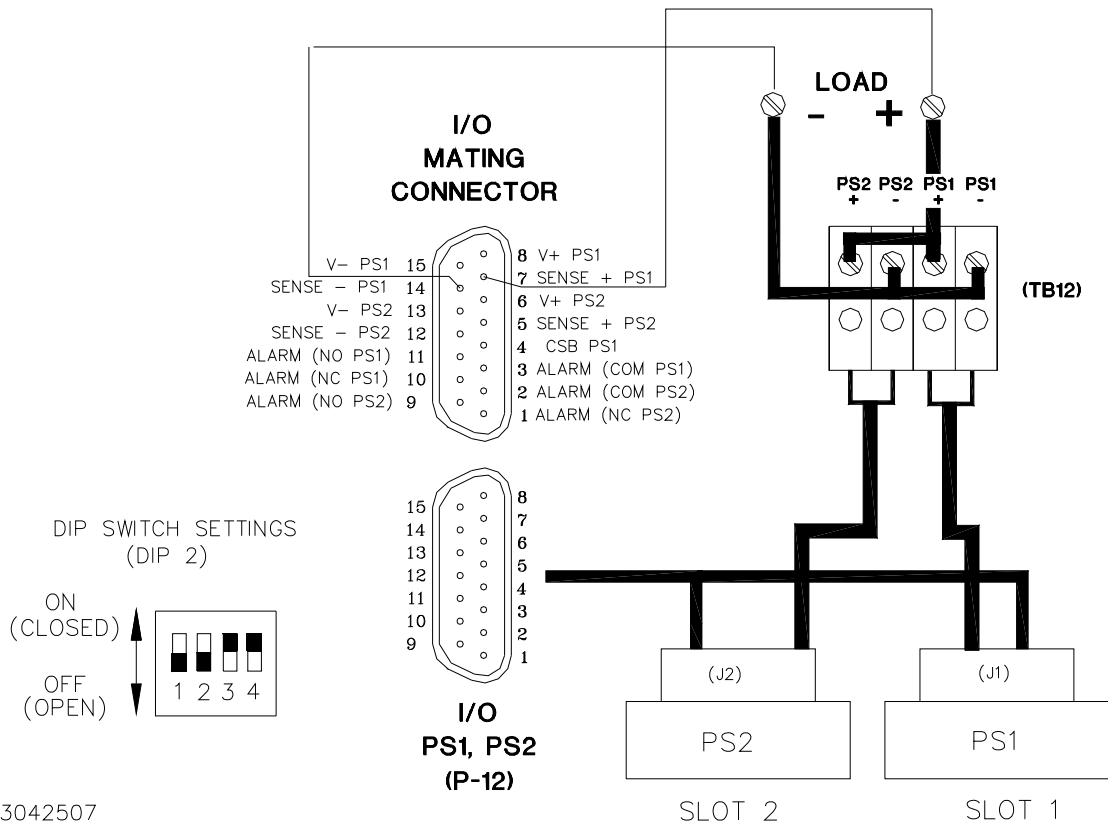 LOAD
- +
I/O
MATING
CONNECTOR
PS2 PS2 PS1 PS1
+ - + -
(TB12)
V- PS1 15
SENSE - PS1 14
V- PS2 13
SENSE - PS2 12
ALARM (NO PS1) 11
ALARM (NC PS1) 10
ALARM (NO PS2) 9
8 V+ PS1
7 SENSE + PS1
6 V+ PS2
5 SENSE + PS2
4 CSB PS1
3 ALARM (COM PS1)
2 ALARM (COM PS2)
1 ALARM (NC PS2)
15
14
13
12
11
10
9
8
7
6
5
4
3
2
1
I/O
PS1, PS2
(P-12)
DIP SWITCH SETTINGS
(DIP 2)
ON
(CLOSED)
OFF
(OPEN)
1 2 3 4
(J2)
PS2
SLOT 2
(J1)
PS1
SLOT 1
3042507